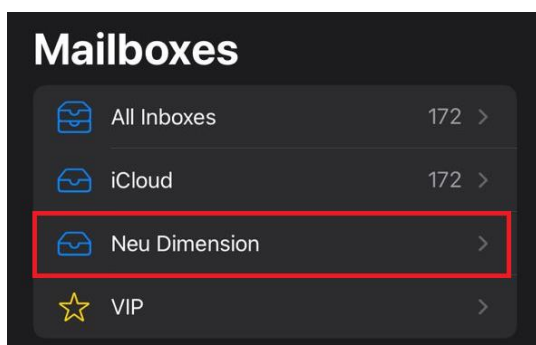 Mailboxes
All Inboxes 172
iCloud 172
Neu Dimension
VIP